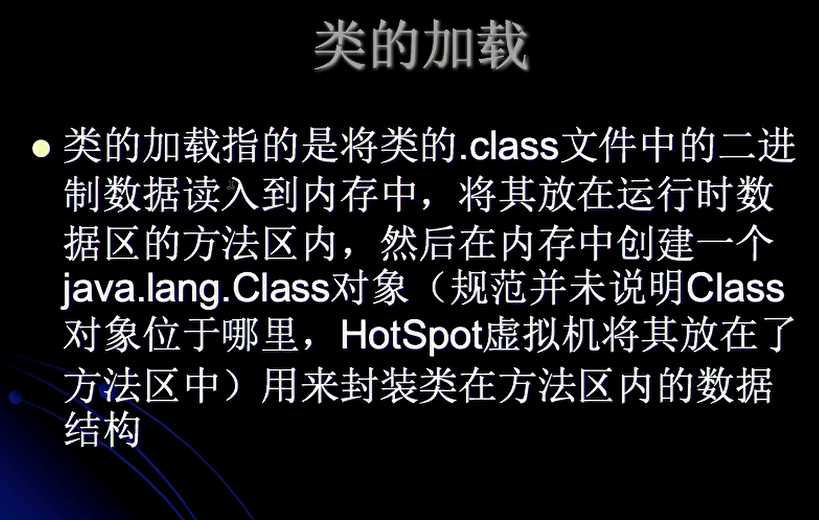 类的加载
类的加载指的是将类的.class文件中的二进
制数据读入到内存中，将其放在运行时数
据区的方法区内，然后在内存中创建一个
java.lang.Class对象（规范并未说明Class
对象位于哪里，HotSpot虚拟机将其放在了
方法区中）用来封装类在方法区内的数据
结构